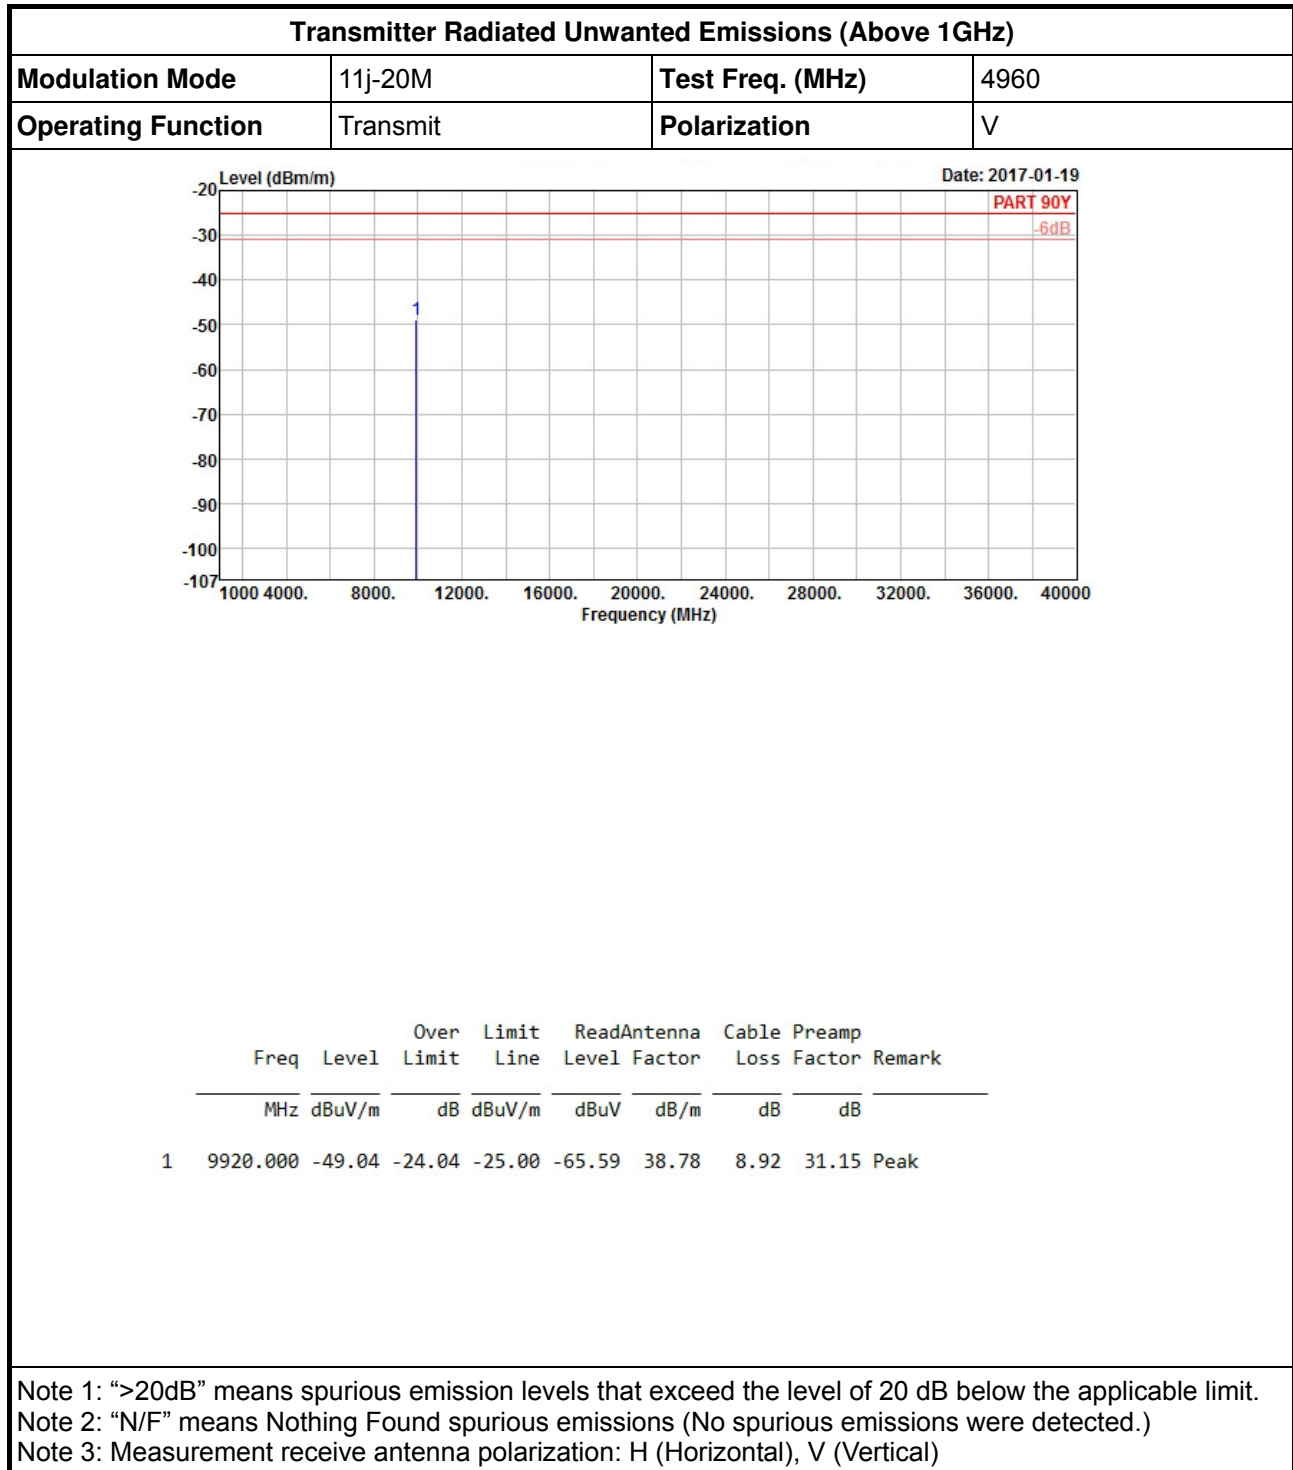 Transmitter Radiated Unwanted Emissions (Above 1GHz)
Modulation Mode 11j-20M Test Freq. (MHz) 4960
Operating Function Transmit Polarization V
Level (dBm/m) Date: 2017-01-19
-20
PART 90Y
-6dB
-30
-40
1
-50
-60
-70
-80
-90
-100
-107
1000 4000. 8000. 12000. 16000. 20000. 24000. 28000. 32000. 36000. 40000
Frequency (MHz)
Over Limit ReadAntenna Cable Preamp
Freq Level Limit Line Level Factor Loss Factor Remark
MHz dBuV/m dB dBuV/m dBuV dB/m dB dB
1 9920.000 -49.04 -24.04 -25.00 -65.59 38.78 8.92 31.15 Peak
Note 1: “>20dB” means spurious emission levels that exceed the level of 20 dB below the applicable limit.
Note 2: “N/F” means Nothing Found spurious emissions (No spurious emissions were detected.)
Note 3: Measurement receive antenna polarization: H (Horizontal), V (Vertical)